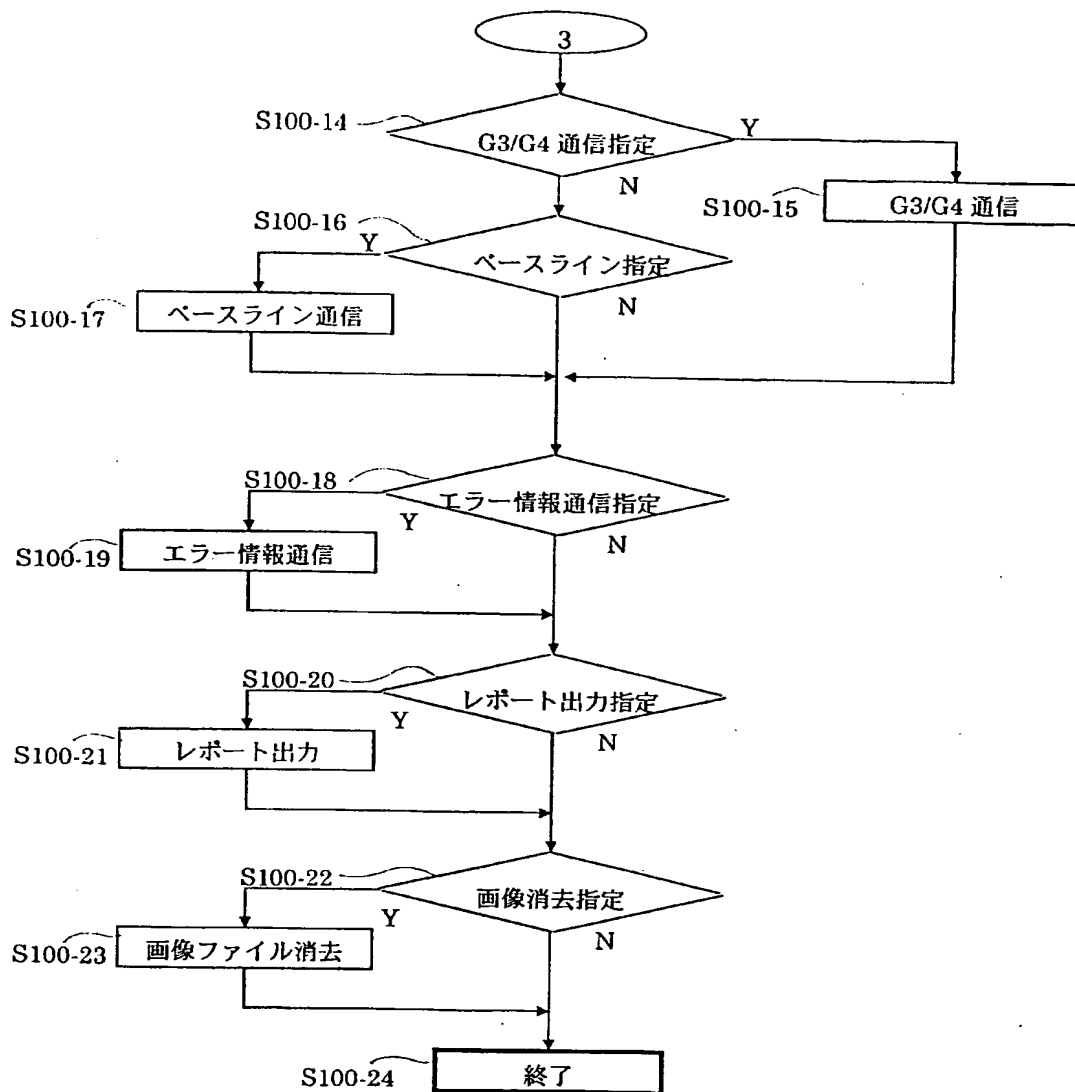 3
S100-14
G3/G4 通信指定
Y
N
S100-15
G3/G4 通信
S100-16
Y
ベースライン指定
N
S100-17
ベースライン通信
S100-18
エラー情報通信指定
Y
N
S100-19
エラー情報通信
S100-20
レポート出力指定
Y
N
S100-21
レポート出力
S100-22
画像消去指定
Y
N
S100-23
画像ファイル消去
S100-24
終了